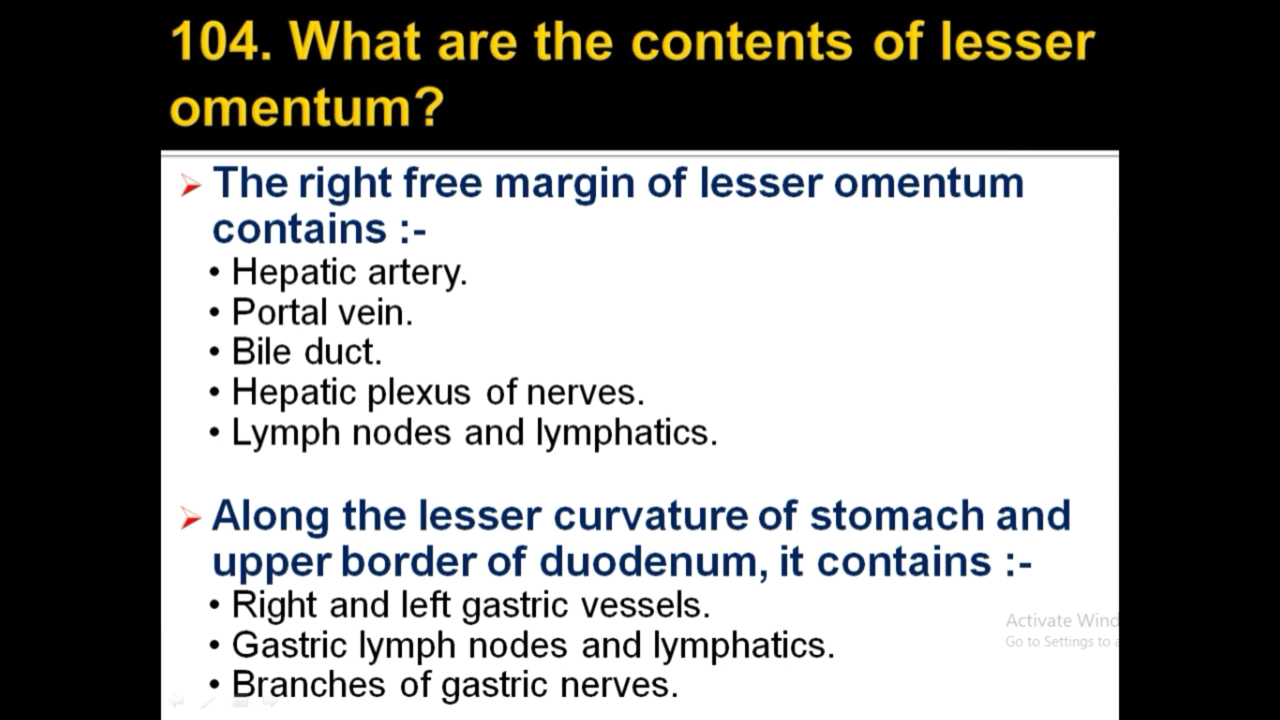 104. What are the contents of lesser
omentum?
➢ The right free margin of lesser omentum
contains :-
• Hepatic artery.
• Portal vein.
• Bile duct.
• Hepatic plexus of nerves.
• Lymph nodes and lymphatics.
➢ Along the lesser curvature of stomach and
upper border of duodenum, it contains :-
• Right and left gastric vessels.
Activate Wind
• Gastric lymph nodes and lymphatics.
Go to Settings to a
• Branches of gastric nerves.